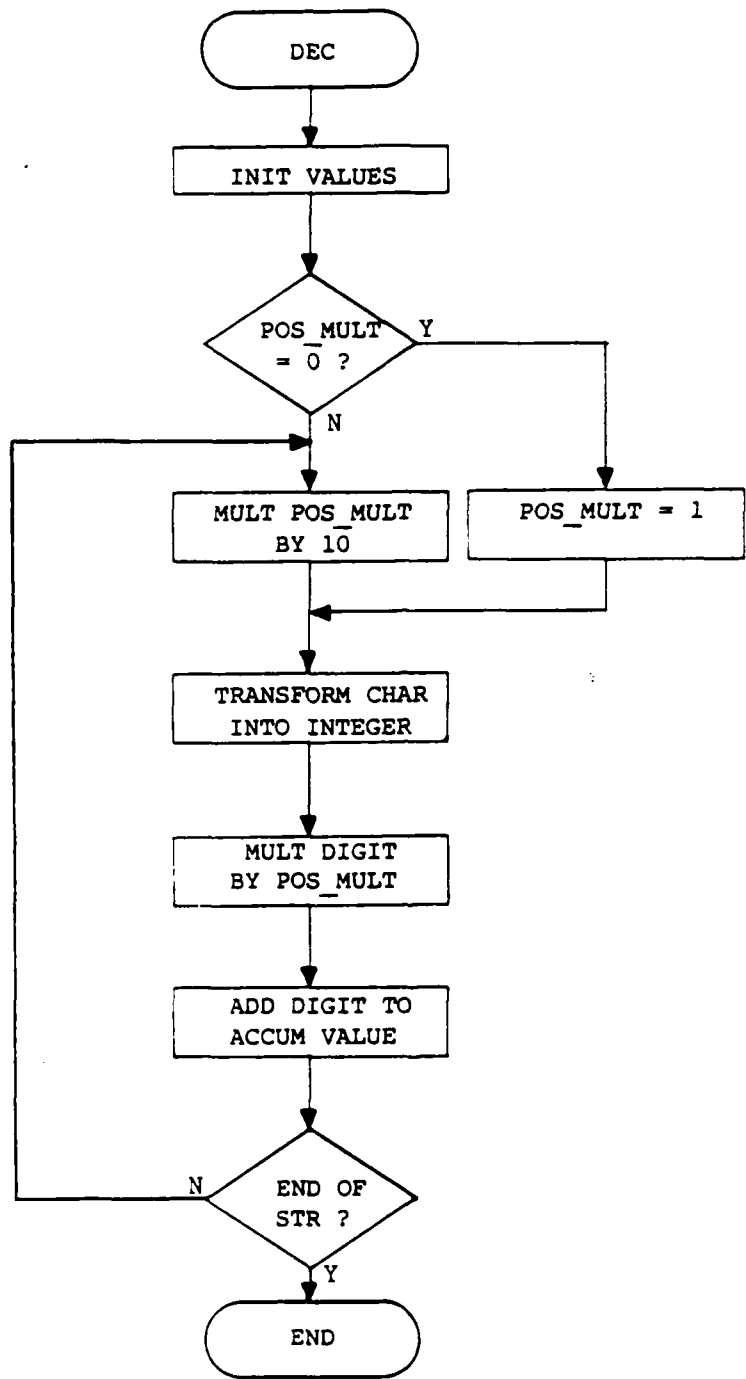 DEC
INIT VALUES
POS_MULT
= 0 ?
Y
N
MULT POS_MULT
BY 10
POS_MULT = 1
TRANSFORM CHAR
INTO INTEGER
MULT DIGIT
BY POS_MULT
ADD DIGIT TO
ACCUM VALUE
N
END OF
STR ?
Y
END